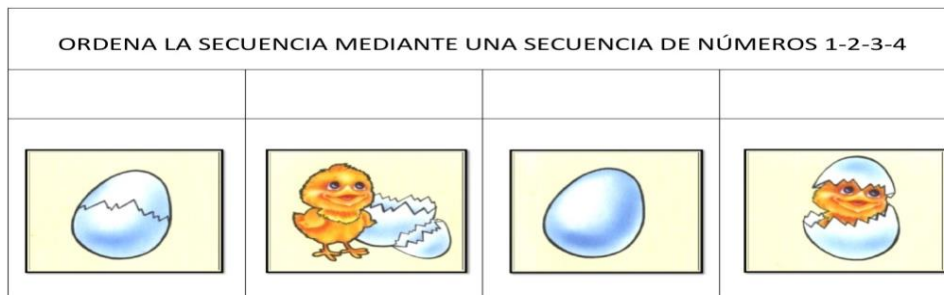 ORDENA LA SECUENCIA MEDIANTE UNA SECUENCIA DE NÚMEROS 1-2-3-4